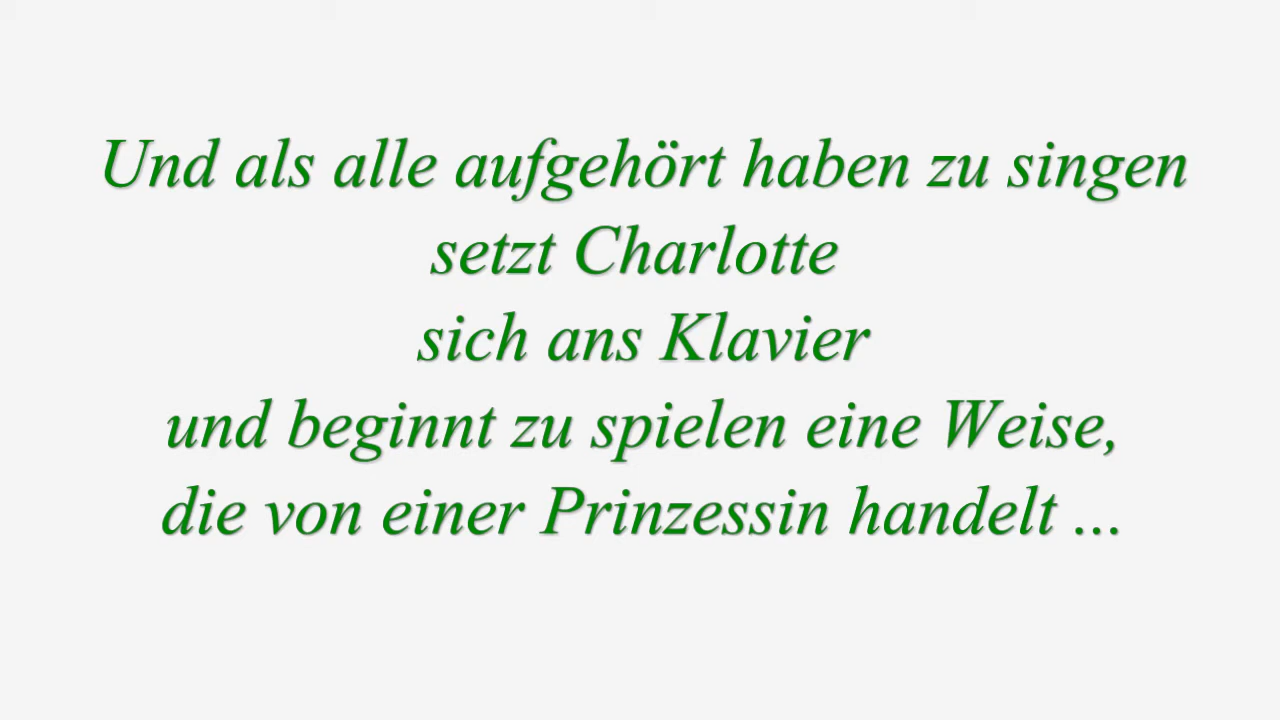 Und als alle aufgehört haben zu singen
setzt Charlotte
sich ans Klavier
und beginnt zu spielen eine Weise,
die von einer Prinzessin handelt ...